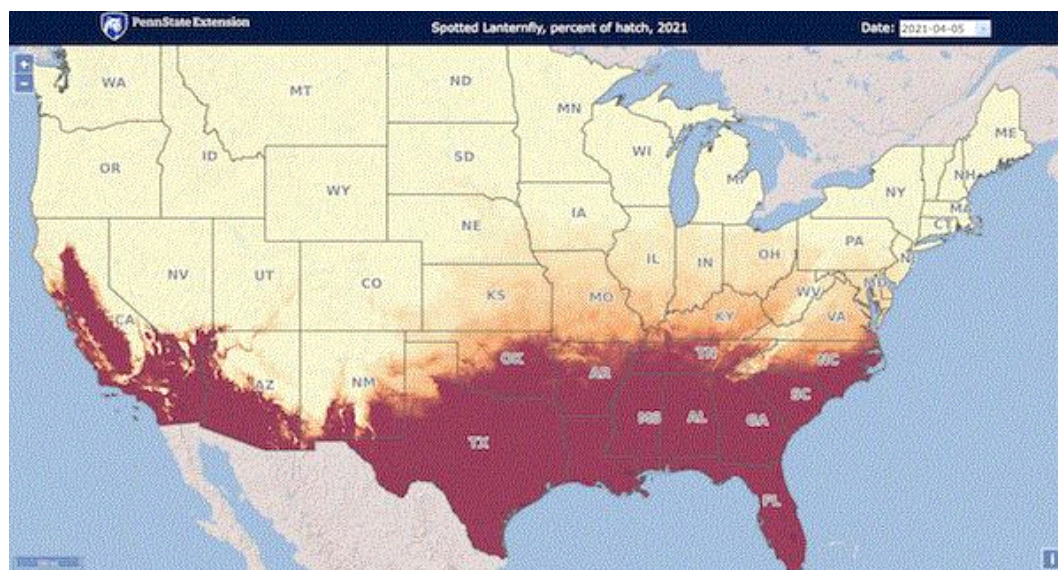 PennState Extension
Spotted Lanternfly, percent of hatch, 2021
Date: 2021-04-05
+
−
WA
MT
ND
MN
ME
OR
ID
WI
SD
MI
NH
WY
NY
MA
IA
CT
NE
PA
NJ
NV
UT
CO
IL
IN
OH
MD
KS
MO
WV
KY
VA
CA
TN
NC
OK
AR
AZ
NM
SC
TX
MS
AL
GA
FL